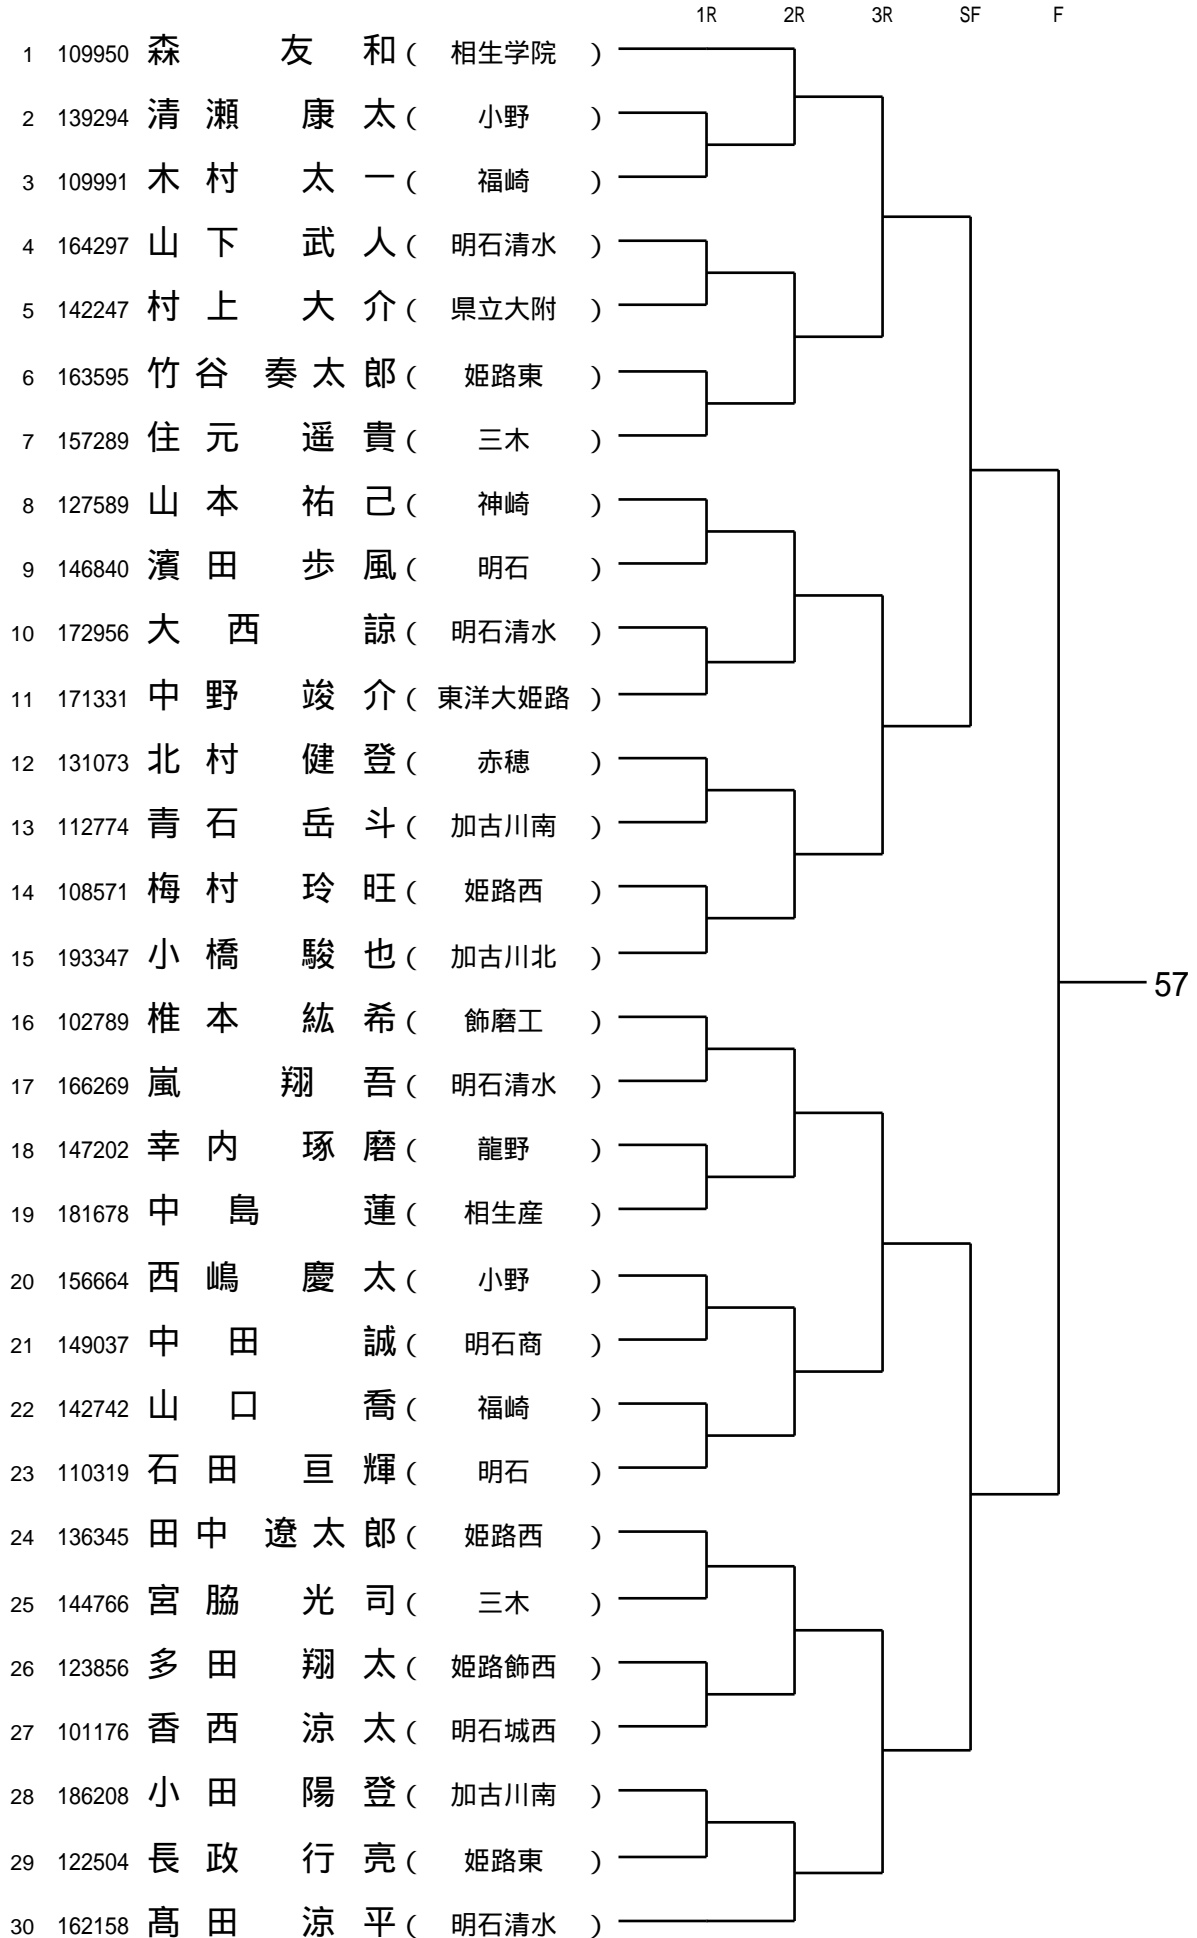 1R 2R 3R SF F
1 109950 森 友 和 ( 相生学院 )
2 139294 清 瀬 康 太 ( 小野 )
3 109991 木 村 太 一 ( 福崎 )
4 164297 山 下 武 人 ( 明石清水 )
5 142247 村 上 大 介 ( 県立大附 )
6 163595 竹 谷 奏 太 郎 ( 姫路東 )
7 157289 住 元 遥 貴 ( 三木 )
8 127589 山 本 祐 己 ( 神崎 )
9 146840 濱 田 歩 風 ( 明石 )
10 172956 大 西 諒 ( 明石清水 )
11 171331 中 野 竣 介 ( 東洋大姫路 )
12 131073 北 村 健 登 ( 赤穂 )
13 112774 青 石 岳 斗 ( 加古川南 )
14 108571 梅 村 玲 旺 ( 姫路西 )
15 193347 小 橋 駿 也 ( 加古川北 )
57
16 102789 椎 本 紘 希 ( 飾磨工 )
17 166269 嵐 翔 吾 ( 明石清水 )
18 147202 幸 内 琢 磨 ( 龍野 )
19 181678 中 島 蓮 ( 相生産 )
20 156664 西 嶋 慶 太 ( 小野 )
21 149037 中 田 誠 ( 明石商 )
22 142742 山 口 喬 ( 福崎 )
23 110319 石 田 亘 輝 ( 明石 )
24 136345 田 中 遼 太 郎 ( 姫路西 )
25 144766 宮 脇 光 司 ( 三木 )
26 123856 多 田 翔 太 ( 姫路飾西 )
27 101176 香 西 涼 太 ( 明石城西 )
28 186208 小 田 陽 登 ( 加古川南 )
29 122504 長 政 行 亮 ( 姫路東 )
30 162158 髙 田 涼 平 ( 明石清水 )